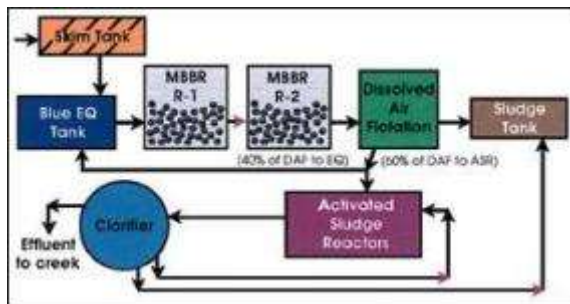 Skim Tank
MBBR
R-1
MBBR
R-2
Dissolved
Air
Flotation
Blue EQ
Tank
Sludge
Tank
(40% of DAF to EQ)
(60% of DAF to ASR)
Activated
Sludge
Reactors
Clarifier
Effluent
to creek